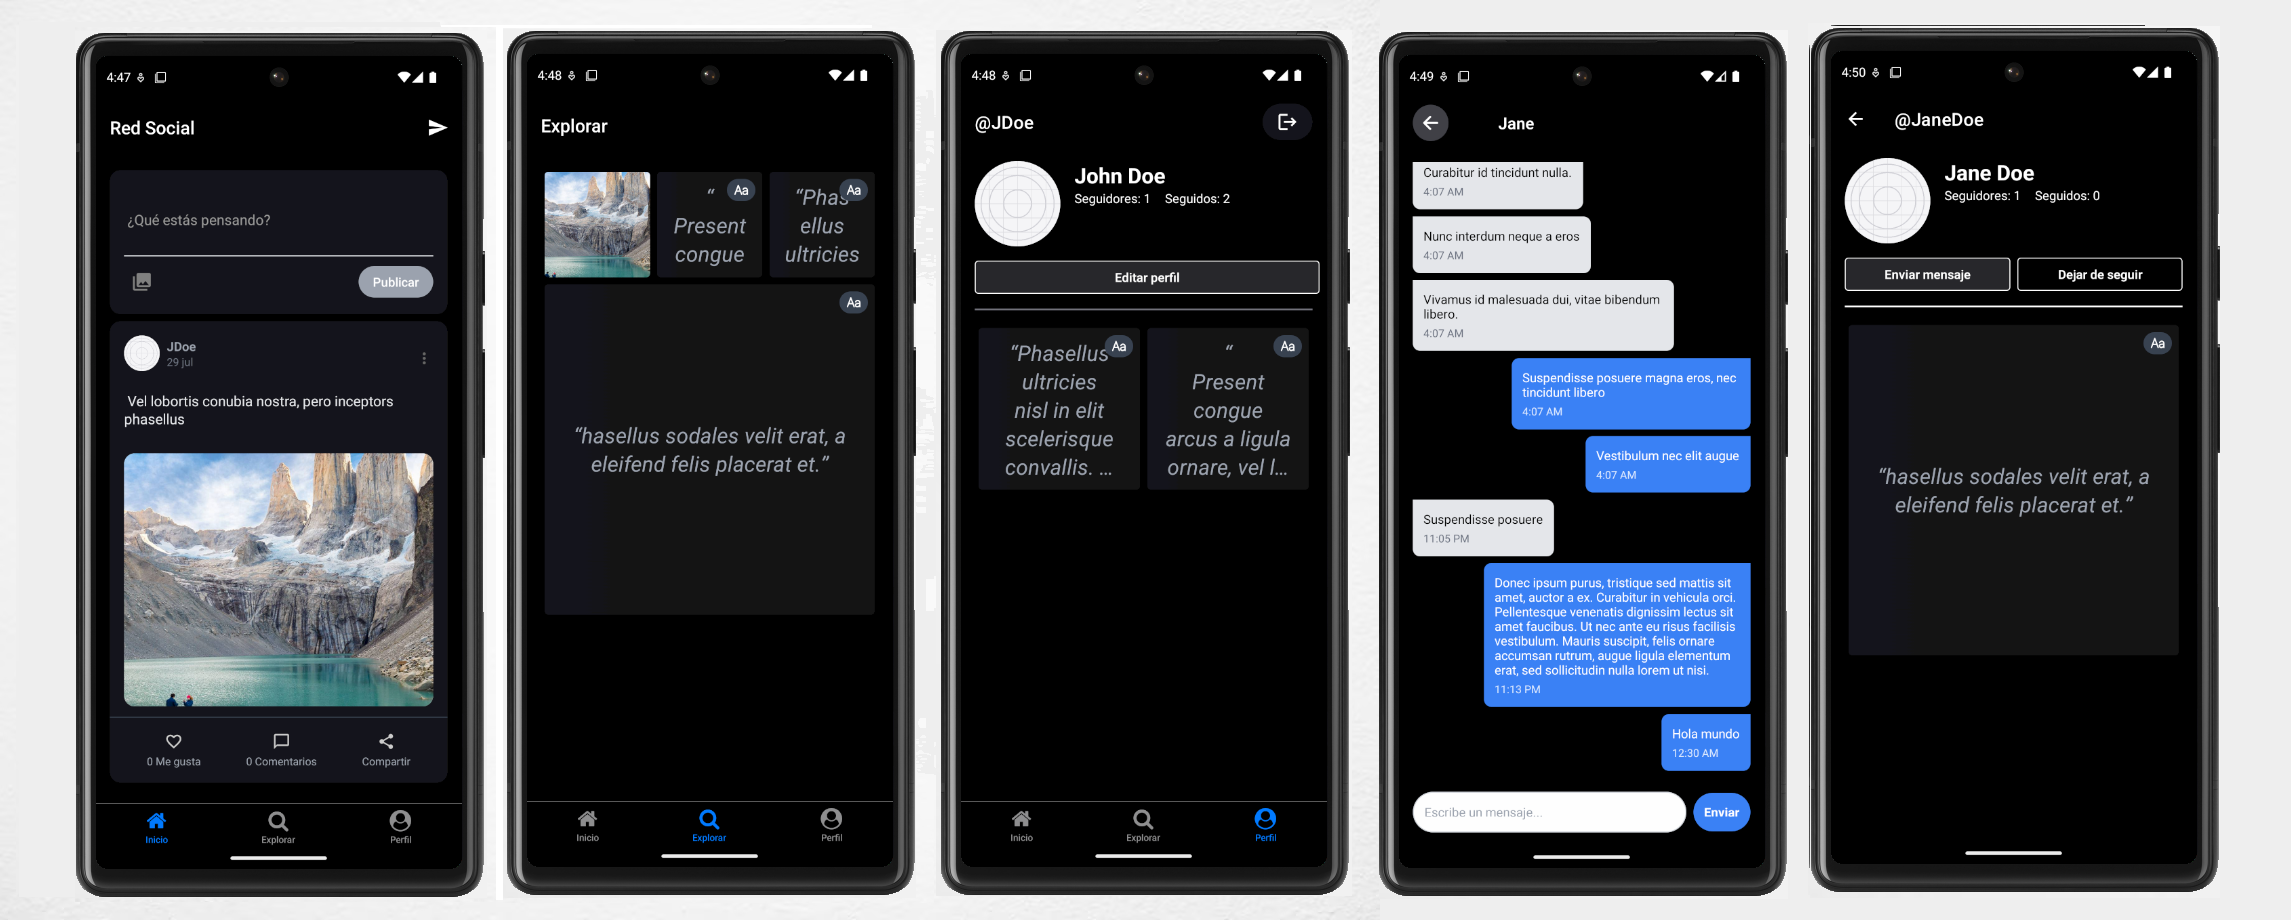 4:47
Red Social
¿Qué estás pensando?
Publicar
JDoe
29 jul
Vel lobortis conubia nostra, pero inceptors
phasellus
0 Me gusta
0 Comentarios
Compartir
Inicio
Explorar
Perfil
4:48
Explorar
“
Present
congue
Aa
“Phas
ellus
ultricies
Aa
Aa
“hasellus sodales velit erat, a
eleifend felis placerat et.”
Inicio
Explorar
Perfil
4:48
@JDoe
John Doe
Seguidores: 1 Seguidos: 2
Editar perfil
“Phasellus
ultricies
nisl in elit
scelerisque
convallis. ...
Aa
“
Present
congue
arcus a ligula
ornare, vel l...
Aa
Inicio
Explorar
Perfil
4:49
Jane
Curabitur id tincidunt nulla.
4:07 AM
Nunc interdum neque a eros
4:07 AM
Vivamus id malesuada dui, vitae bibendum
libero.
4:07 AM
Suspendisse posuere magna eros, nec
tincidunt libero
4:07 AM
Vestibulum nec elit augue
4:07 AM
Suspendisse posuere
11:05 PM
Donec ipsum purus, tristique sed mattis sit
amet, auctor a ex. Curabitur in vehicula orci.
Pellentesque venenatis dignissim lectus sit
amet faucibus. Ut nec ante eu risus facilisis
vestibulum. Mauris suscipit, felis ornare
accumsan rutrum, augue ligula elementum
erat, sed sollicitudin nulla lorem ut nisi.
11:13 PM
Hola mundo
12:30 AM
Escribe un mensaje...
Enviar
4:50
@JaneDoe
Jane Doe
Seguidores: 1 Seguidos: 0
Enviar mensaje
Dejar de seguir
Aa
“hasellus sodales velit erat, a
eleifend felis placerat et.”